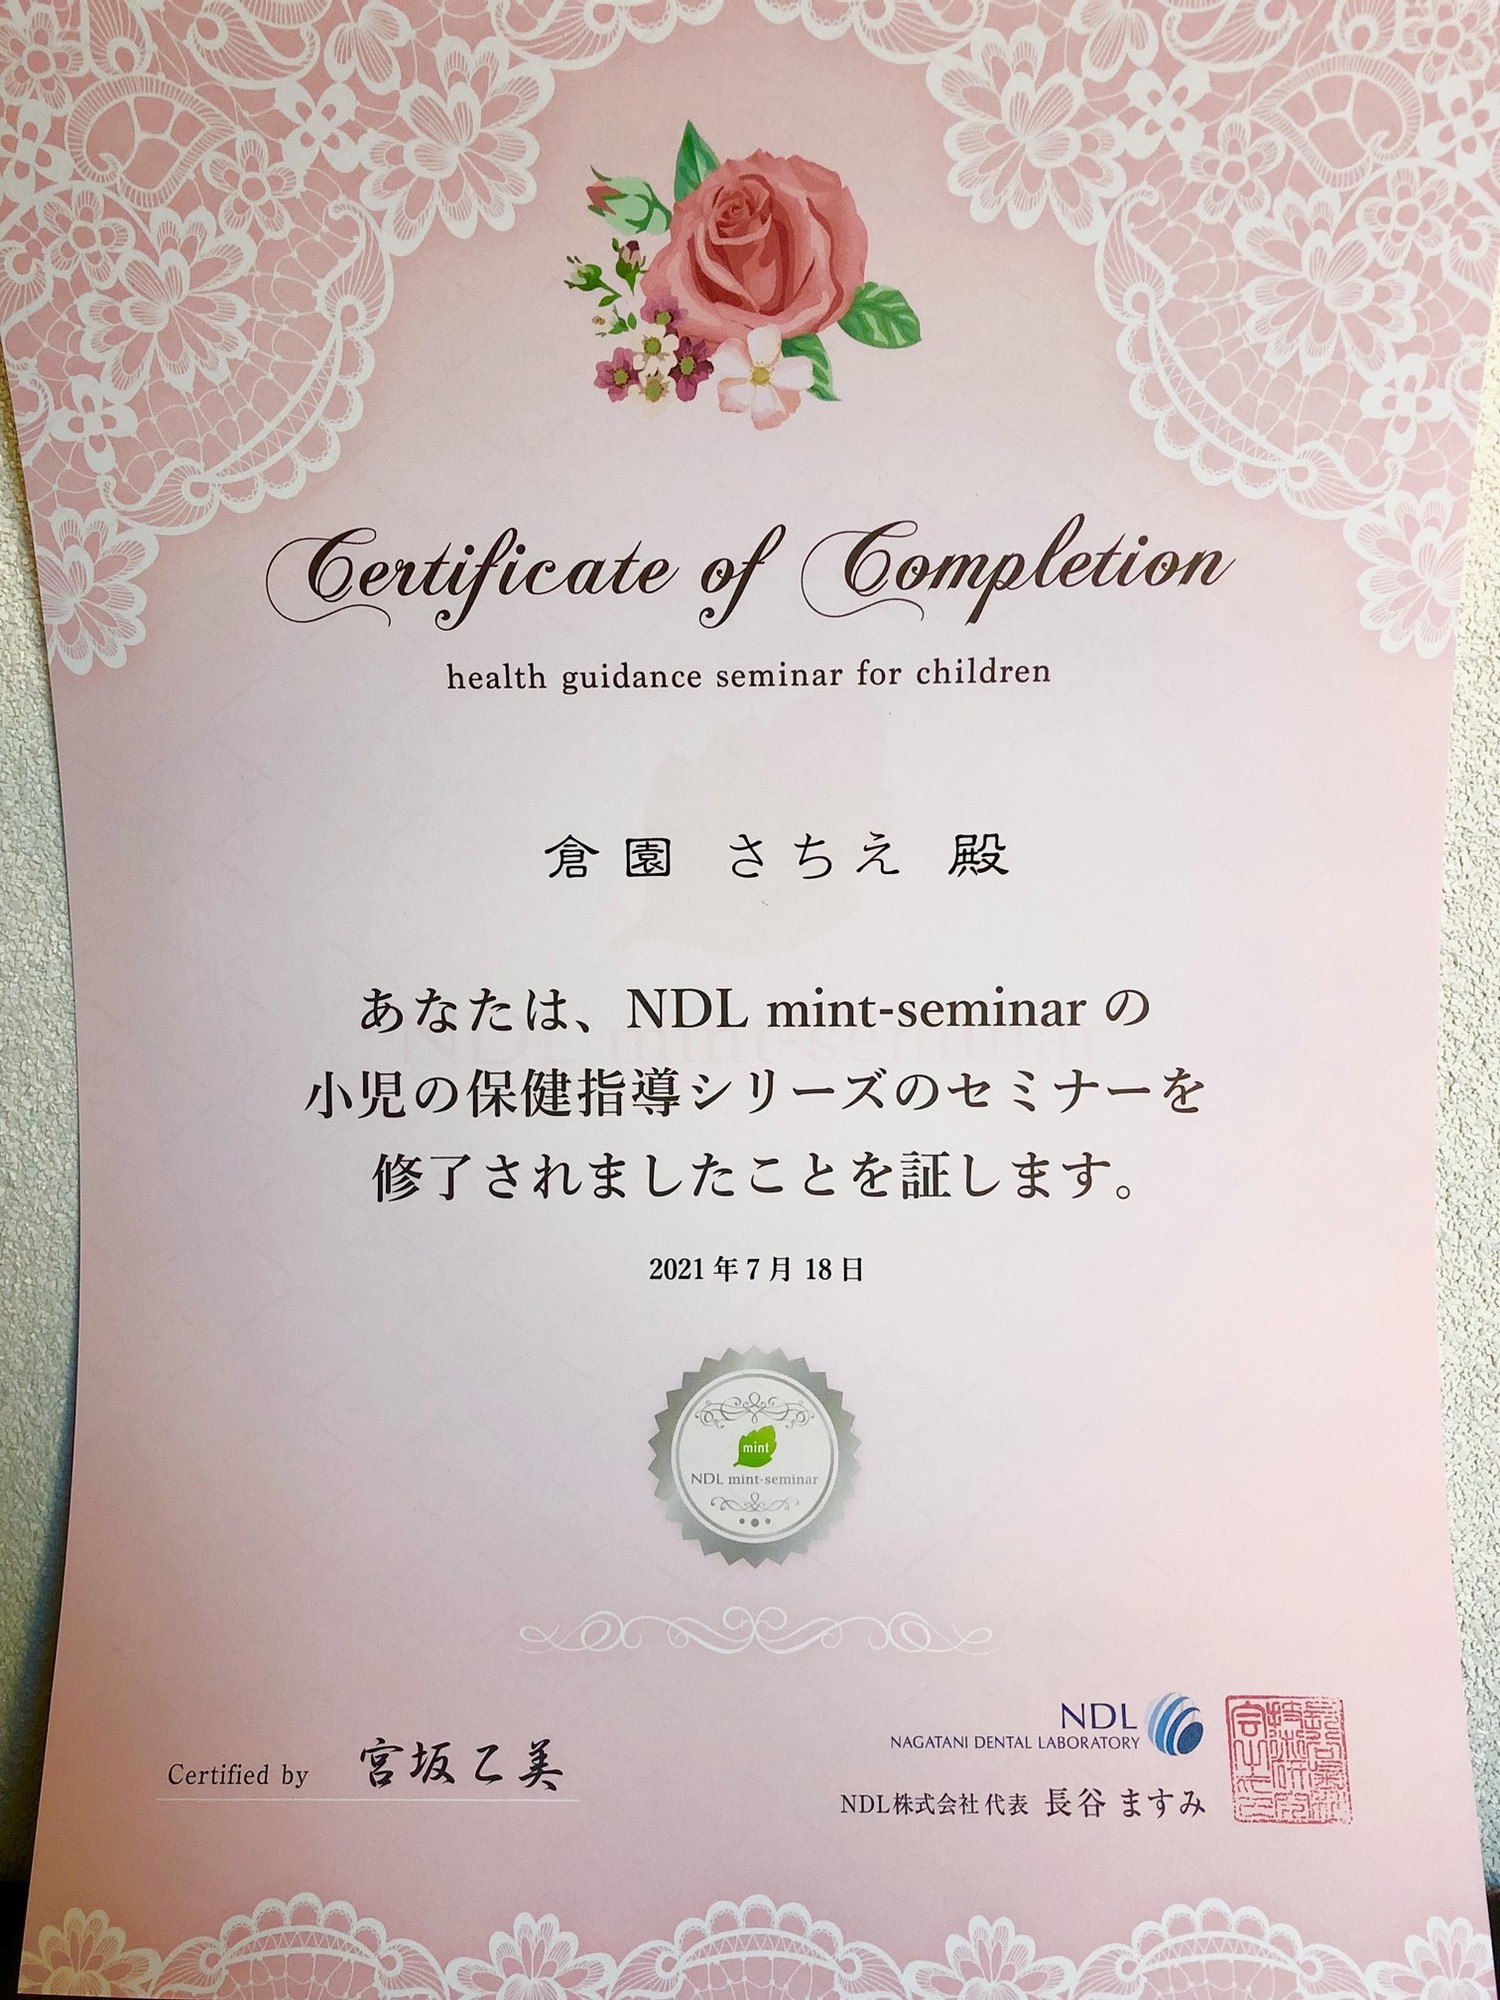 Certificate of Completion
health guidance seminar for children
倉園 さちえ 殿
あなたは、NDL mint-seminar の
小児の保健指導シリーズのセミナーを
修了されましたことを証します。
2021 年 7 月 18 日
mint
NDL mint-seminar
Certified by 宮坂乙美
NDL
NAGATANI DENTAL LABORATORY
NDL株式会社 代表 長谷 ますみ